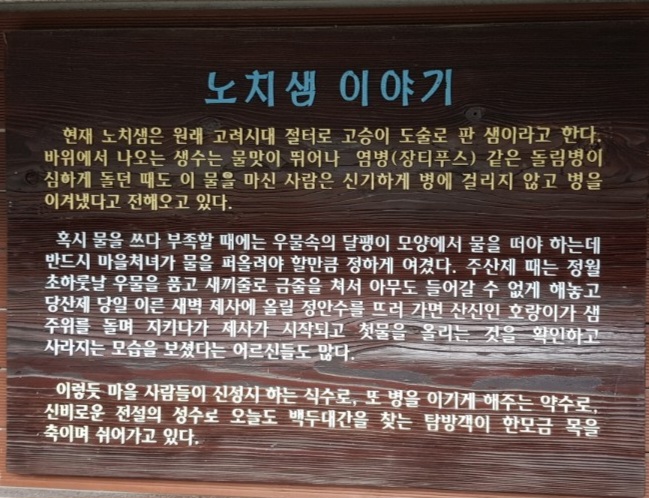 노치샘 이야기
현재 노치샘은 원래 고려시대 절터로 고승이 도술로 판 샘이라고 한다.
바위에서 나오는 생수는 물맛이 뛰어나 염병(장티푸스) 같은 돌림병이
심하게 돌던 때도 이 물을 마신 사람은 신기하게 병에 걸리지 않고 병을
이겨냈다고 전해오고 있다.
혹시 물을 쓰다 부족할 때에는 우물속의 달팽이 모양에서 물을 떠야 하는데
반드시 마을처녀가 물을 퍼올려야 할만큼 정하게 여겼다. 주산제 때는 정월
초하룻날 우물을 품고 새끼줄로 금줄을 쳐서 아무도 들어갈 수 없게 해놓고
당산제 당일 이른 새벽 제사에 올릴 정안수를 뜨러 가면 산신인 호랑이가 샘
주위를 돌며 지키다가 제사가 시작되고 첫물을 올리는 것을 확인하고
사라지는 모습을 보셨다는 어르신들도 많다.
이렇듯 마을 사람들이 신성시 하는 식수로, 또 병을 이기게 해주는 약수로,
신비로운 전설의 성수로 오늘도 백두대간을 찾는 탐방객이 한모금 목을
축이며 쉬어가고 있다.